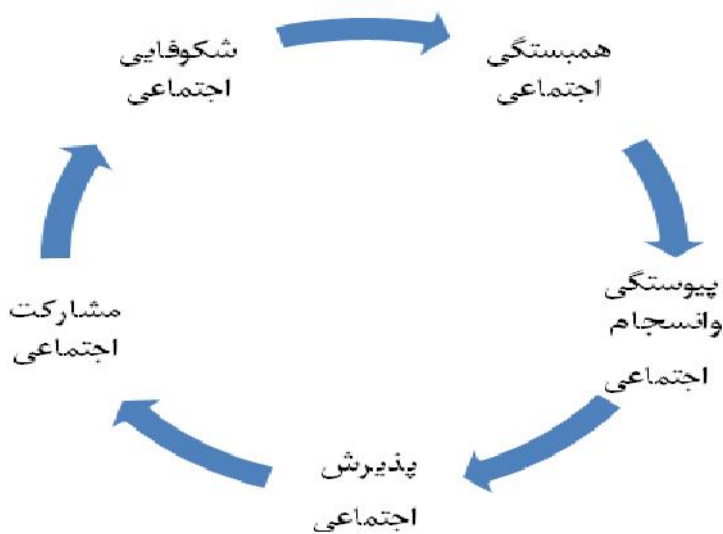 شکوفایی
اجتماعی
همبستگی
اجتماعی
پیوستگی
وانسجام
اجتماعی
پذیرش
اجتماعی
مشارکت
اجتماعی